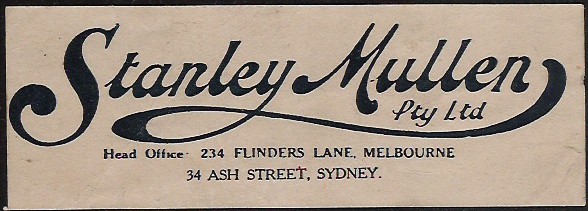 Stanley Mullen
Pty Ltd
Head Office· 234 FLINDERS LANE, MELBOURNE
34 ASH STREET, SYDNEY.